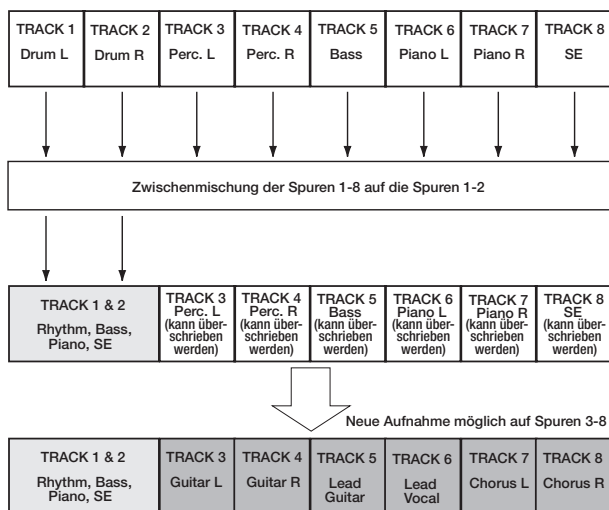 TRACK 1 TRACK 2 TRACK 3 TRACK 4 TRACK 5 TRACK 6 TRACK 7 TRACK 8
Drum L Drum R Perc. L Perc. R Bass Piano L Piano R SE
Zwischenmischung der Spuren 1-8 auf die Spuren 1-2
TRACK 1 & 2
Rhythm, Bass,
Piano, SE
TRACK 3
Perc. L
(kann über-
schrieben
werden)
TRACK 4
Perc. R
(kann über-
schrieben
werden)
TRACK 5
Bass
(kann über-
schrieben
werden)
TRACK 6
Piano L
(kann über-
schrieben
werden)
TRACK 7
Piano R
(kann über-
schrieben
werden)
TRACK 8
SE
(kann über-
schrieben
werden)
Neue Aufnahme möglich auf Spuren 3-8
TRACK 1 & 2
Rhythm, Bass,
Piano, SE
TRACK 3
Guitar L
TRACK 4
Guitar R
TRACK 5
Lead
Guitar
TRACK 6
Lead
Vocal
TRACK 7
Chorus L
TRACK 8
Chorus R